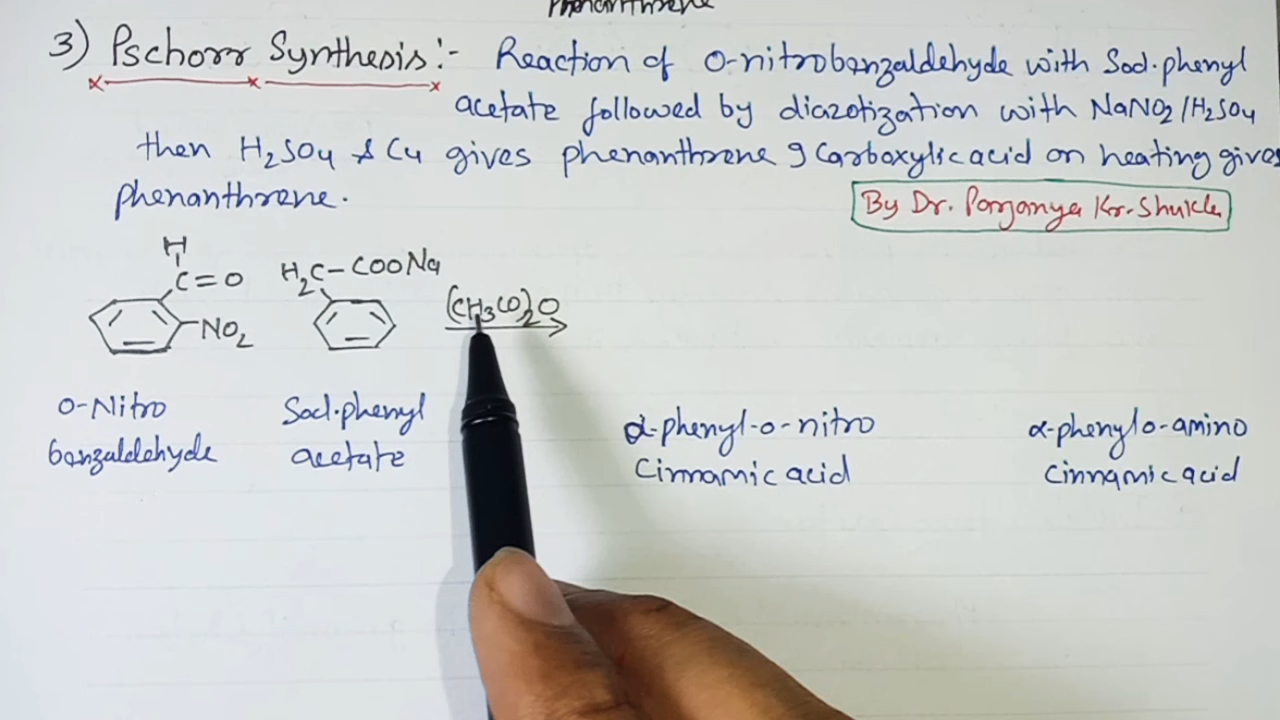 Phenanthrene
3) Pschorr Synthesis:- Reaction of O-nitrobenzaldehyde with Sod.phenyl
acetate followed by diazotization with NaNO2/H2SO4
then H2SO4 & Cu gives phenanthrene 9 Carboxylic acid on heating gives
phenanthrene.
By Dr. Parjanya Kr. Shukla
H
C=O
H2C-COONa
(CH3CO)2O
NO2
O-Nitro
benzaldehyde
Sod.phenyl
acetate
α-phenyl-o-nitro
Cinnamic acid
α-phenyl o-amino
Cinnamic acid